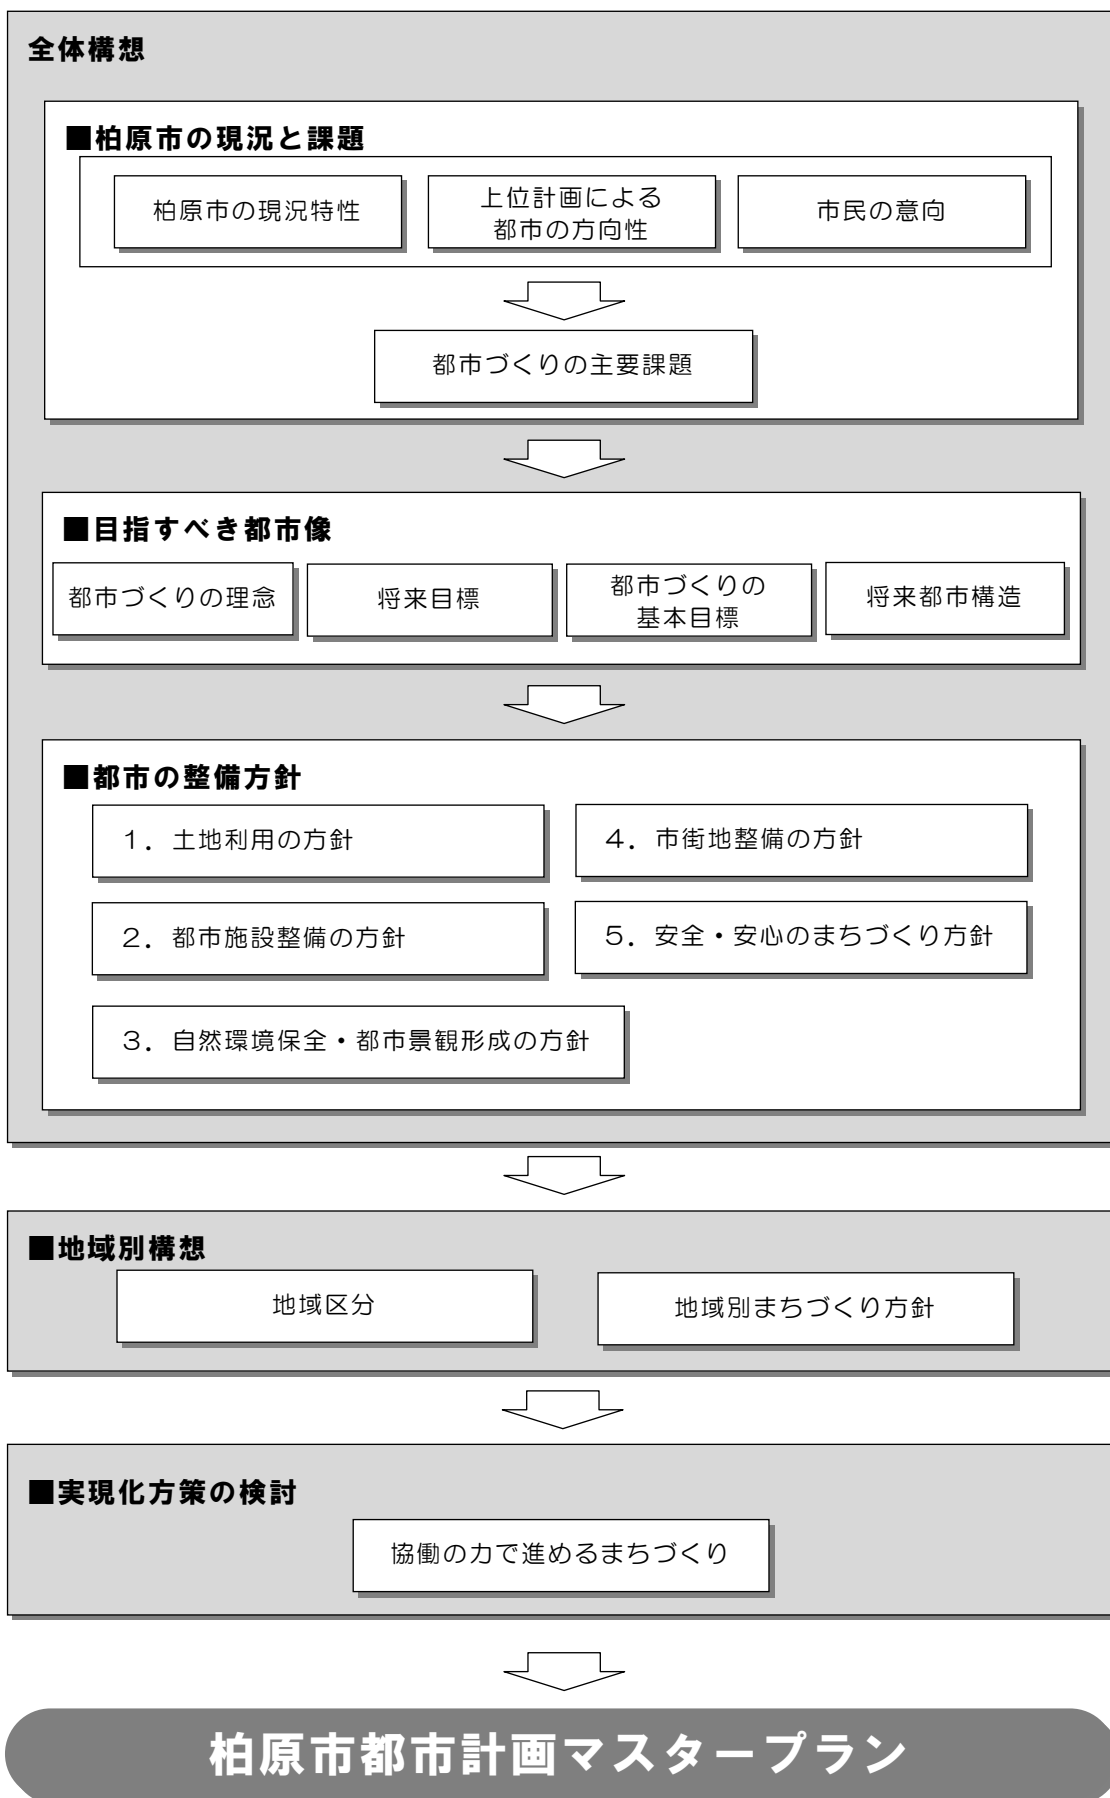 全体構想
■柏原市の現況と課題
柏原市の現況特性
上位計画による
都市の方向性
市民の意向
都市づくりの主要課題
■目指すべき都市像
都市づくりの理念
将来目標
都市づくりの
基本目標
将来都市構造
■都市の整備方針
１．土地利用の方針
２．都市施設整備の方針
３．自然環境保全・都市景観形成の方針
４．市街地整備の方針
５．安全・安心のまちづくり方針
■地域別構想
地域区分
地域別まちづくり方針
■実現化方策の検討
協働の力で進めるまちづくり
柏原市都市計画マスタープラン